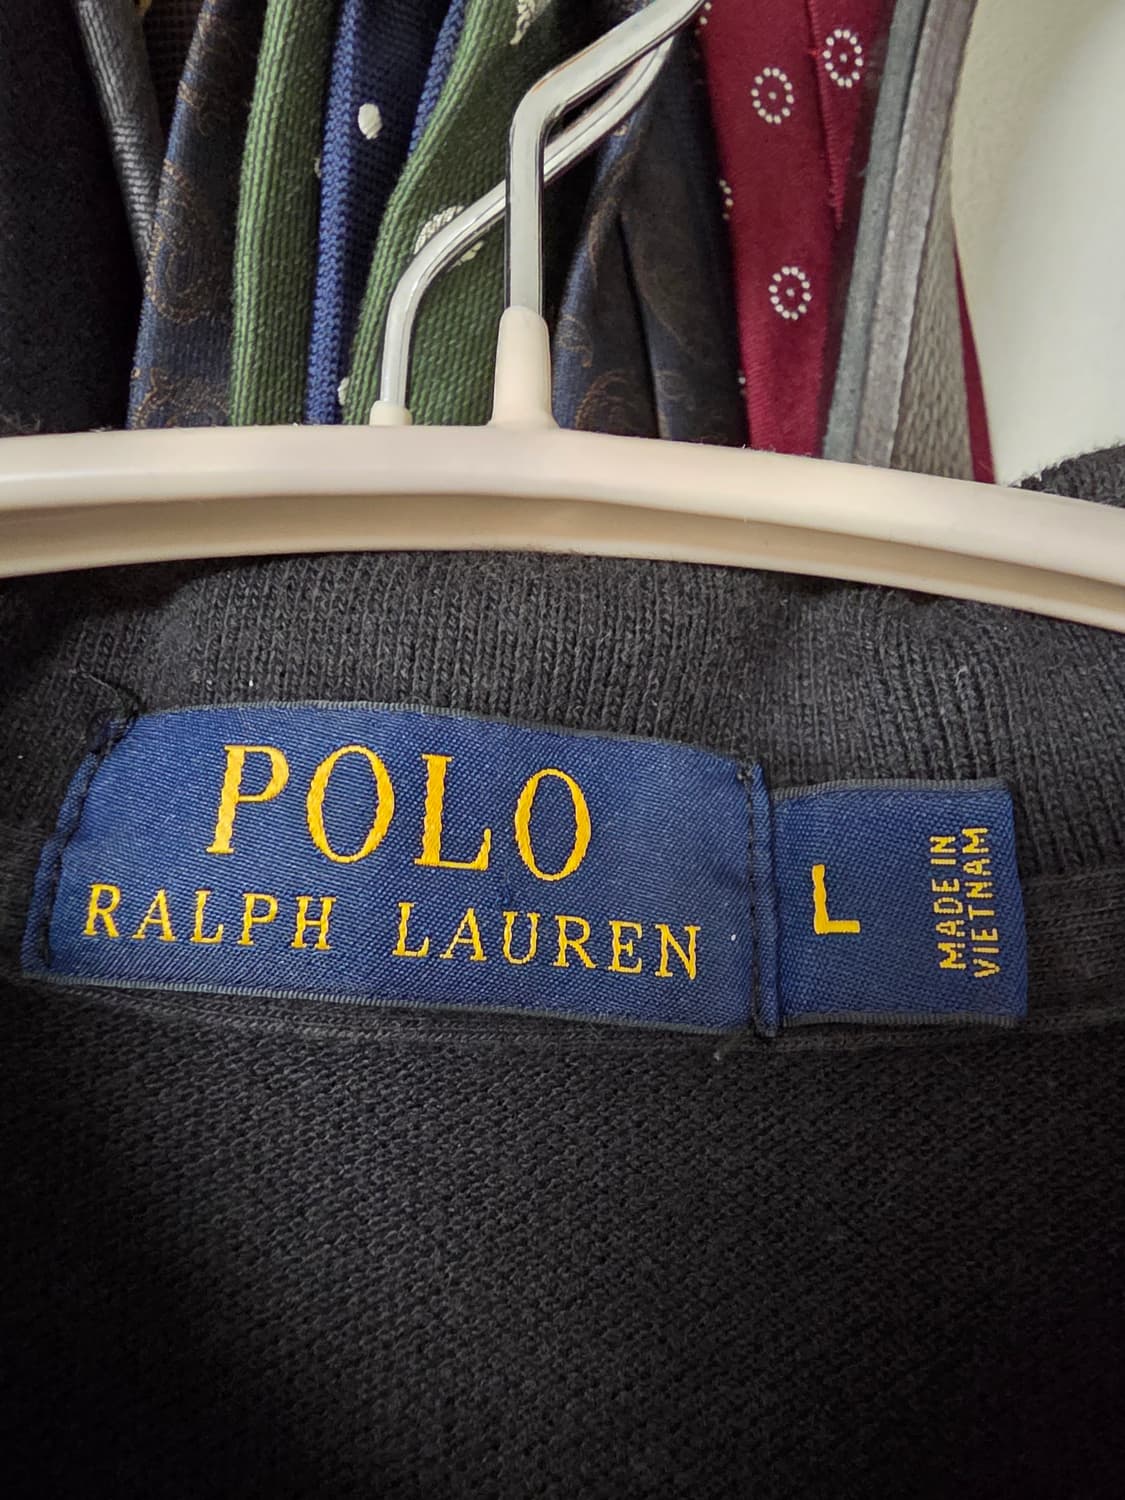 POLO
RALPH LAUREN
L
MADE IN
VIETNAM